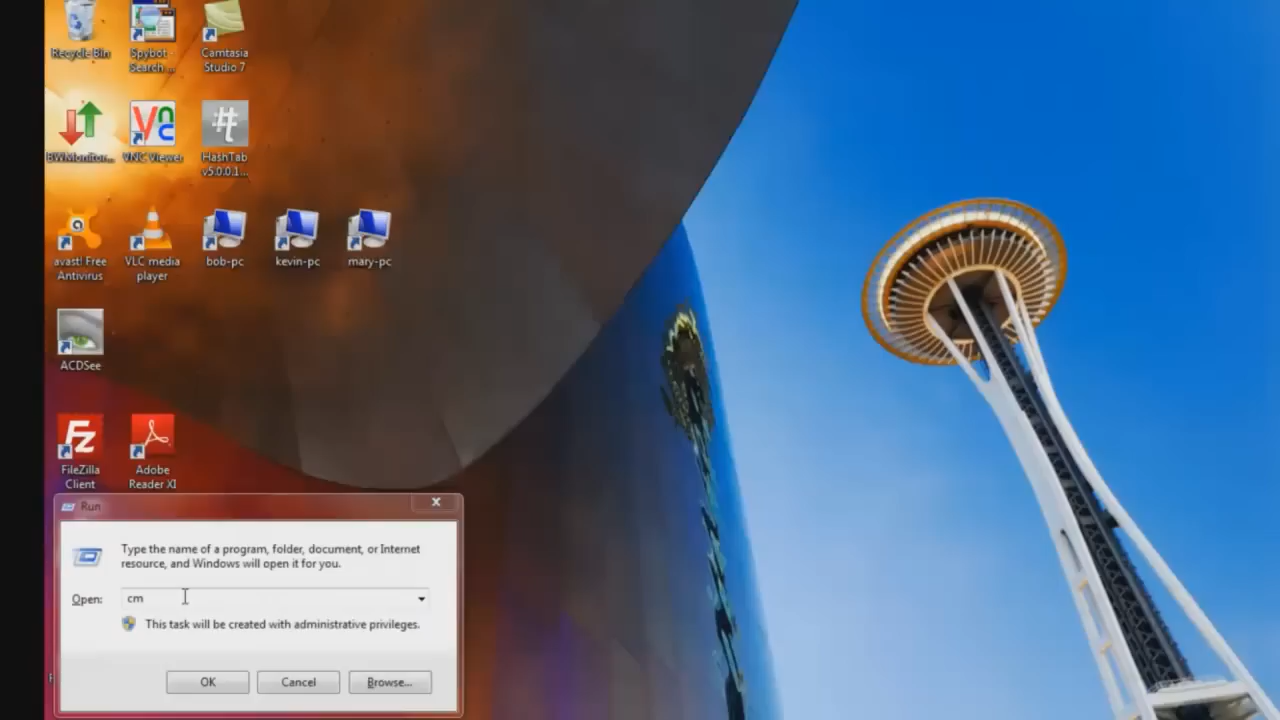 Recycle Bin
Spybot - Search ...
Camtasia Studio 7
BWMonitor...
VNC Viewer
HashTab v5.0.0.1...
avast! Free Antivirus
VLC media player
bob-pc
kevin-pc
mary-pc
ACDSee
FileZilla Client
Adobe Reader XI
Run
Type the name of a program, folder, document, or Internet
resource, and Windows will open it for you.
Open:
cm
This task will be created with administrative privileges.
OK
Cancel
Browse...